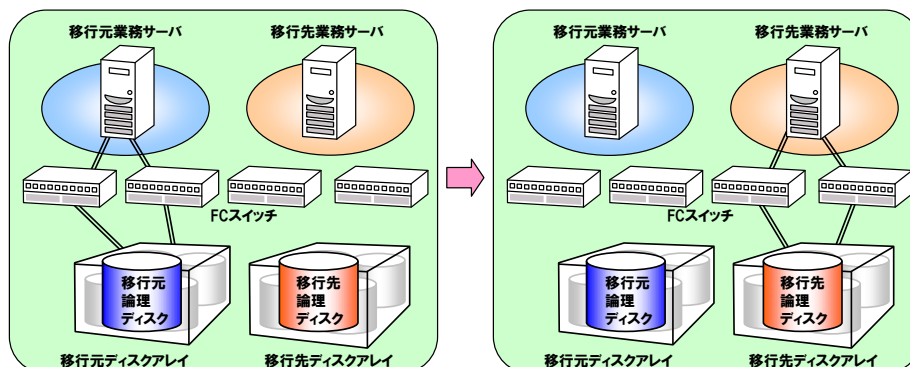 移行元業務サーバ
移行先業務サーバ
FCスイッチ
移行元
論理
ディスク
移行先
論理
ディスク
移行元ディスクアレイ
移行先ディスクアレイ
移行元業務サーバ
移行先業務サーバ
FCスイッチ
移行元
論理
ディスク
移行先
論理
ディスク
移行元ディスクアレイ
移行先ディスクアレイ